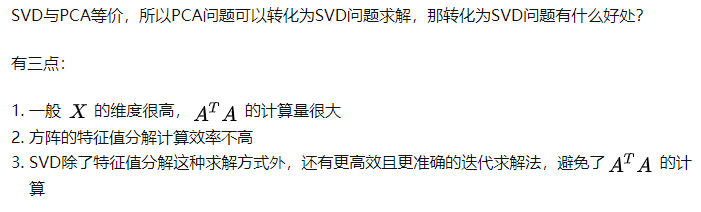 SVD与PCA等价，所以PCA问题可以转化为SVD问题求解，那转化为SVD问题有什么好处？
有三点：
1. 一般 X 的维度很高， A^T A 的计算量很大
2. 方阵的特征值分解计算效率不高
3. SVD除了特征值分解这种求解方式外，还有更高效且更准确的迭代求解法，避免了 A^T A 的计
算